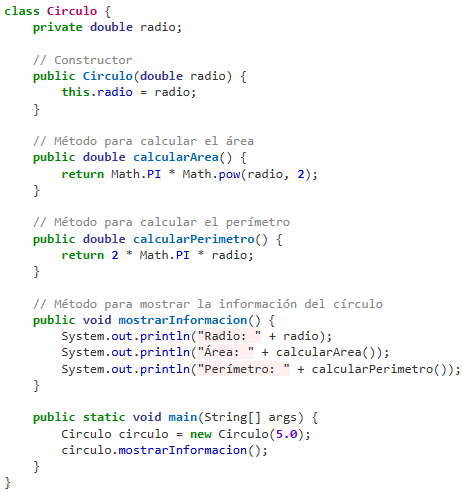 class Circulo {
    private double radio;

    // Constructor
    public Circulo(double radio) {
        this.radio = radio;
    }

    // Método para calcular el área
    public double calcularArea() {
        return Math.PI * Math.pow(radio, 2);
    }

    // Método para calcular el perímetro
    public double calcularPerimetro() {
        return 2 * Math.PI * radio;
    }

    // Método para mostrar la información del círculo
    public void mostrarInformacion() {
        System.out.println("Radio: " + radio);
        System.out.println("Área: " + calcularArea());
        System.out.println("Perímetro: " + calcularPerimetro());
    }

    public static void main(String[] args) {
        Circulo circulo = new Circulo(5.0);
        circulo.mostrarInformacion();
    }
}